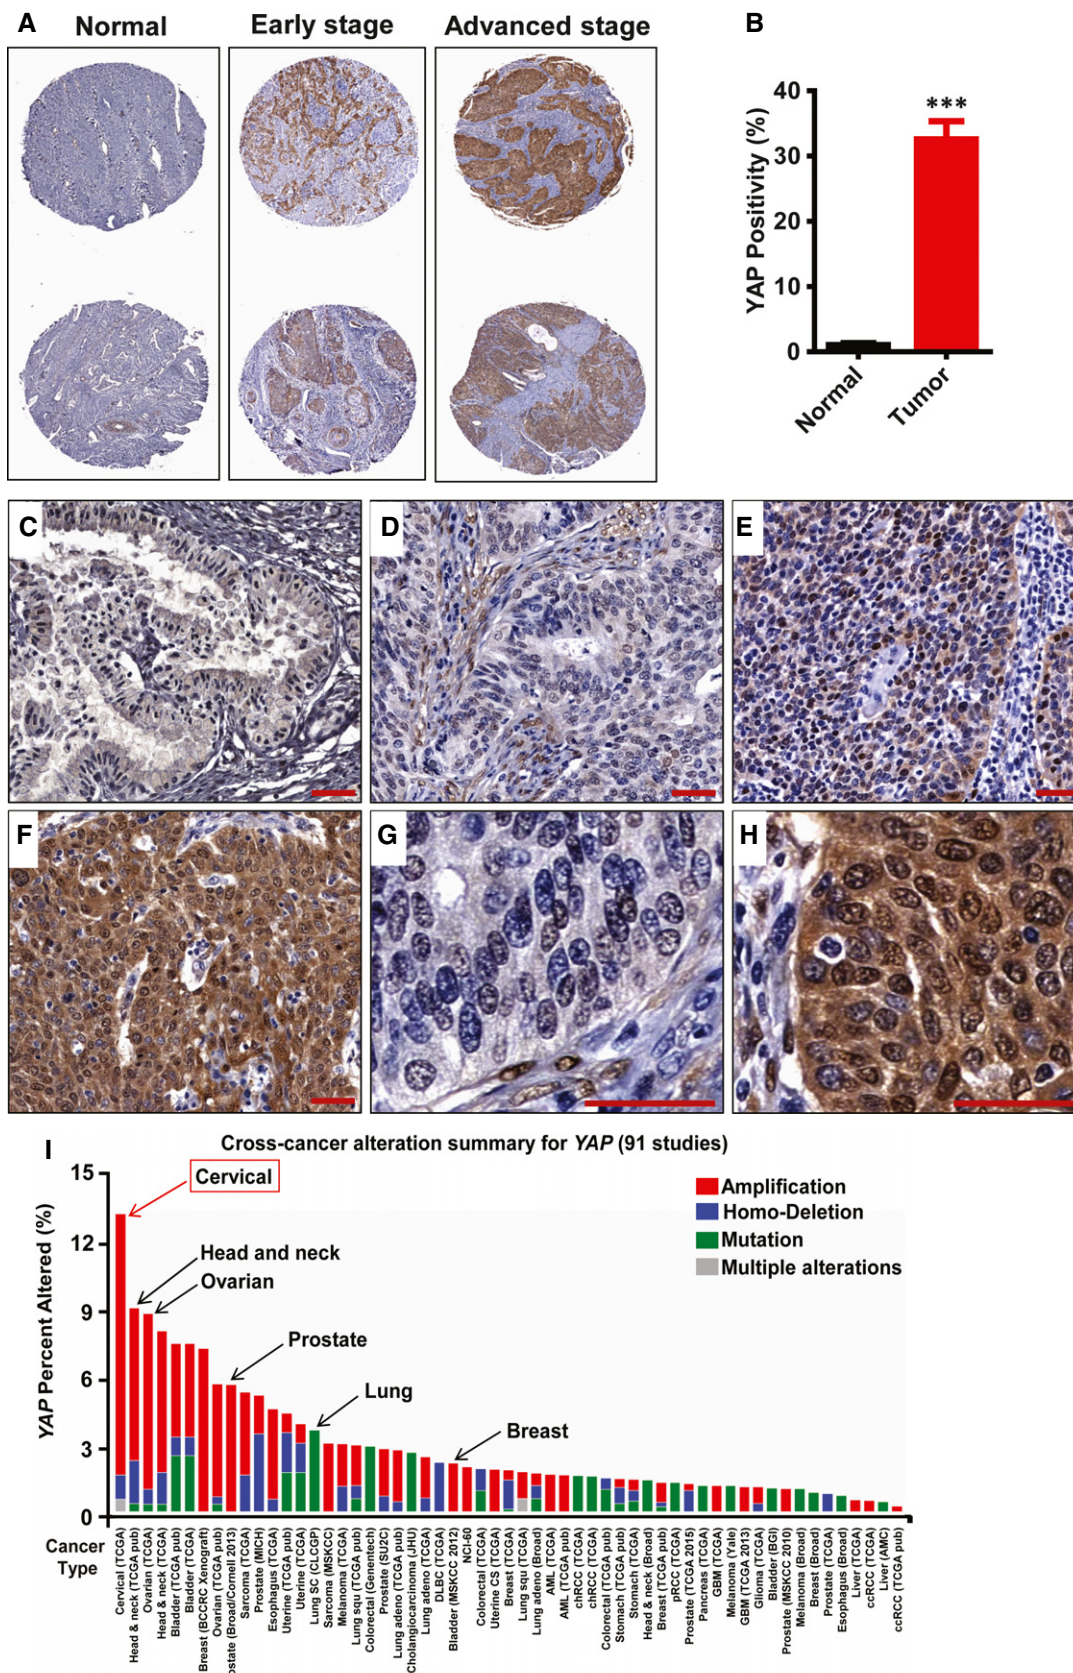 A
Normal
Early stage
Advanced stage
B
YAP Positivity (%)
40
30
20
10
0
***
Normal
Tumor
C
D
E
F
G
H
I
Cross-cancer alteration summary for YAP (91 studies)
YAP Percent Altered (%)
15
12
9
6
3
0
Cervical
Head and neck
Ovarian
Prostate
Lung
Breast
Amplification
Homo-Deletion
Mutation
Multiple alterations
Cancer
Type
Cervical (TCGA)
Head & neck (TCGA pub)
Ovarian (TCGA)
Head & neck (TCGA)
Bladder (TCGA pub)
Bladder (TCGA)
Breast (BCCRC Xenograft)
Ovarian (TCGA pub)
ostate (Broad/Cornell 2013)
Sarcoma (TCGA)
Prostate (MICH)
Esophagus (TCGA)
Uterine (TCGA pub)
Uterine (TCGA)
Lung SC (CLCGP)
Sarcoma (MSKCC)
Melanoma (TCGA)
Lung squ (TCGA pub)
Colorectal (Genentech)
Prostate (SU2C)
Lung adeno (TCGA pub)
Cholangiocarcinoma (JHU)
Lung adeno (TCGA)
DLBC (TCGA)
Bladder (MSKCC 2012)
NCI-60
Colorectal (TCGA)
Uterine CS (TCGA)
Breast (TCGA)
Lung squ (TCGA)
Lung adeno (Broad)
AML (TCGA)
AML (TCGA pub)
chRCC (TCGA)
chRCC (TCGA)
Colorectal (TCGA pub)
Stomach (TCGA pub)
Stomach (TCGA)
Head & neck (Broad)
Breast (TCGA pub)
pRCC (TCGA)
Prostate (TCGA 2015)
Pancreas (TCGA)
GBM (TCGA)
Melanoma (Yale)
GBM (TCGA 2013)
Glioma (TCGA)
Bladder (BGI)
Prostate (MSKCC 2010)
Melanoma (Broad)
Breast (Broad)
Prostate (TCGA)
Esophagus (Broad)
Liver (TCGA)
ccRCC (TCGA)
Liver (AMC)
ccRCC (TCGA pub)